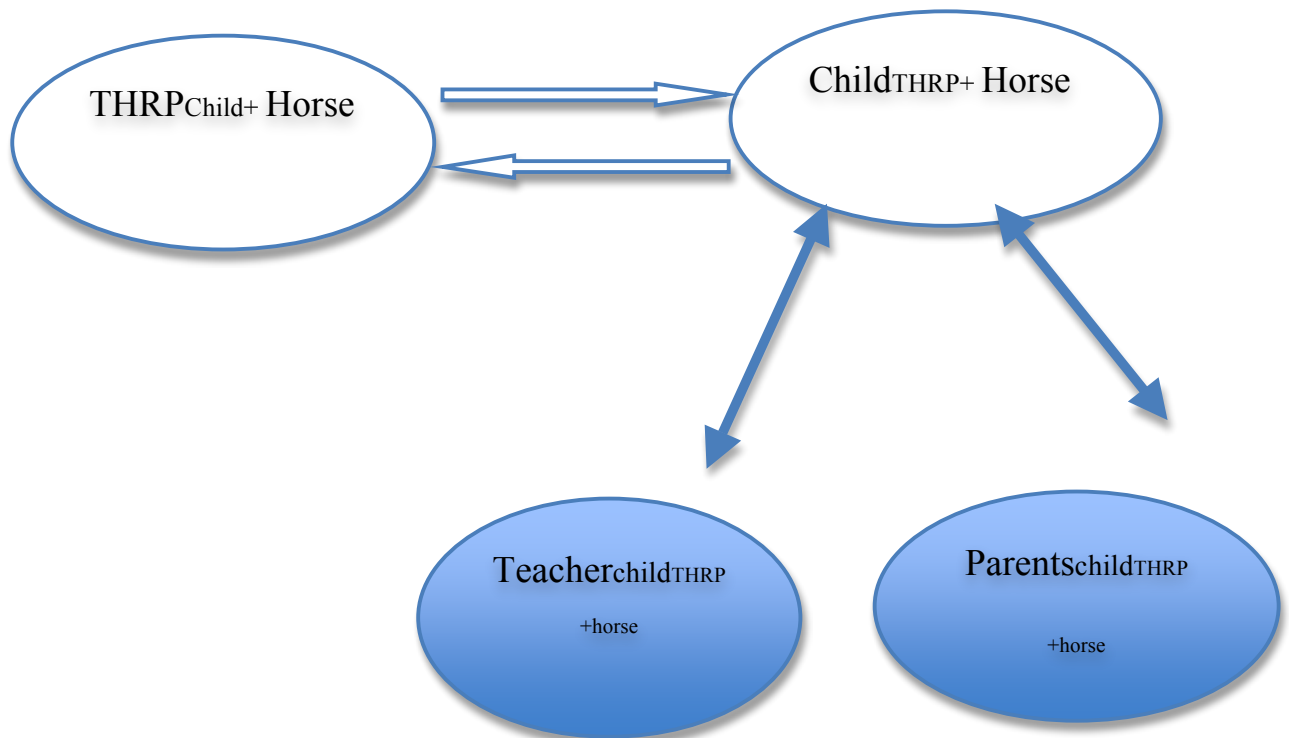 THRPChild+ Horse
ChildTHRP+ Horse
TeacherchildTHRP
+horse
ParentschildTHRP
+horse